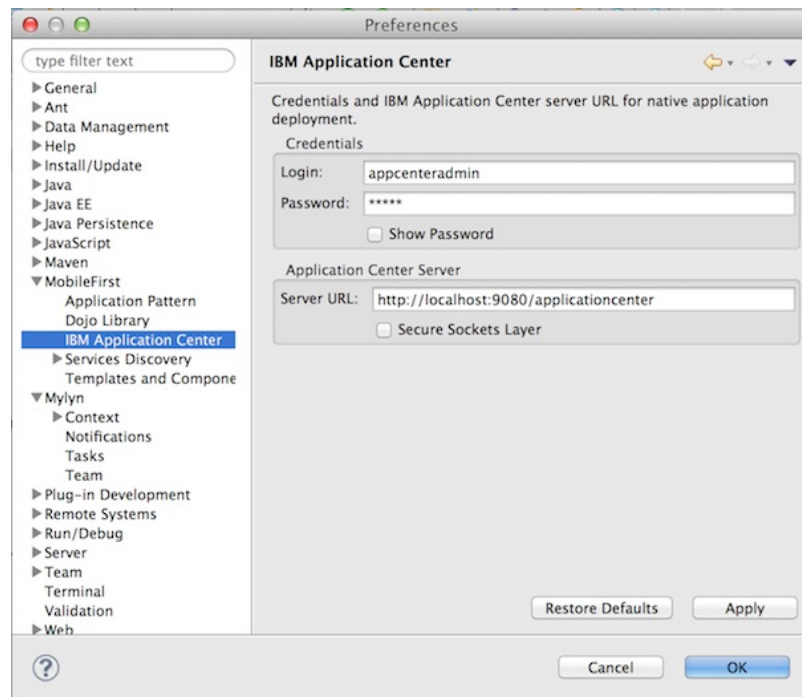 Preferences
type filter text
General
Ant
Data Management
Help
Install/Update
Java
Java EE
Java Persistence
JavaScript
Maven
MobileFirst
Application Pattern
Dojo Library
IBM Application Center
Services Discovery
Templates and Compone
Mylyn
Context
Notifications
Tasks
Team
Plug-in Development
Remote Systems
Run/Debug
Server
Team
Terminal
Validation
Web
IBM Application Center
Credentials and IBM Application Center server URL for native application
deployment.
Credentials
Login: appcenteradmin
Password: *****
Show Password
Application Center Server
Server URL: http://localhost:9080/applicationcenter
Secure Sockets Layer
Restore Defaults Apply
? Cancel OK